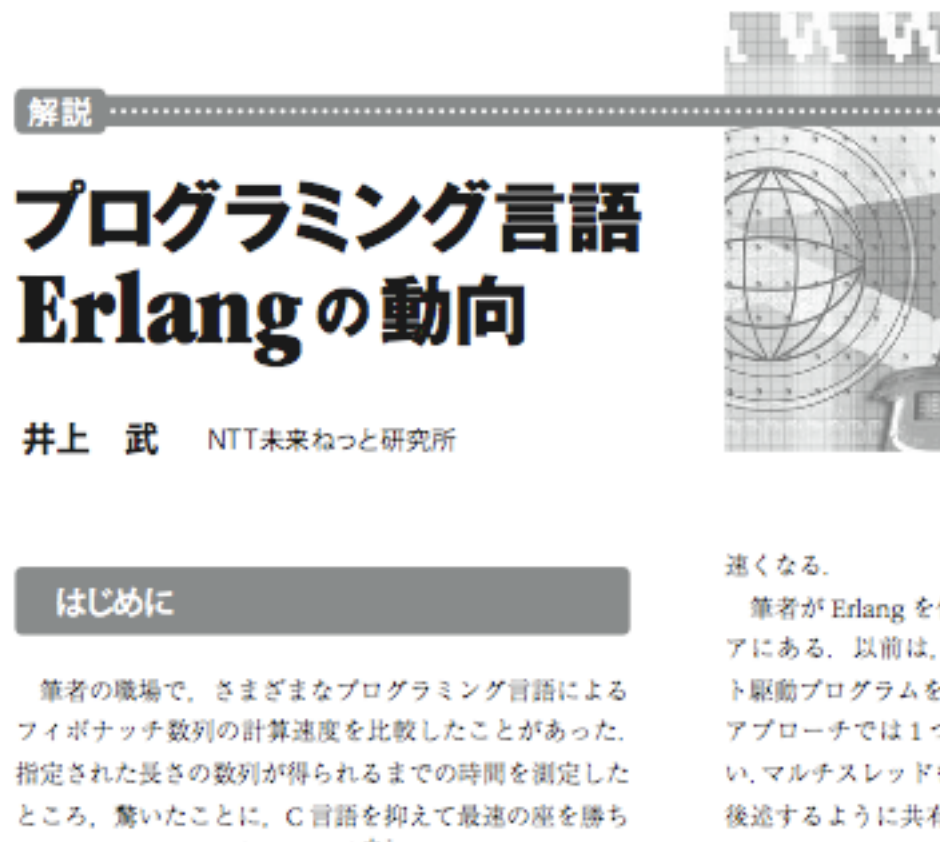 解説
プログラミング言語
Erlangの動向
井上 武 NTT未来ねっと研究所
はじめに
筆者の職場で,さまざまなプログラミング言語による
フィボナッチ数列の計算速度を比較したことがあった.
指定された長さの数列が得られるまでの時間を測定した
ところ,驚いたことに,C言語を抑えて最速の座を勝ち
速くなる.
筆者が Erlang を
アにある.以前は,
ト駆動プログラムを
アプローチでは1つ
い.マルチスレッド
後述するように共有